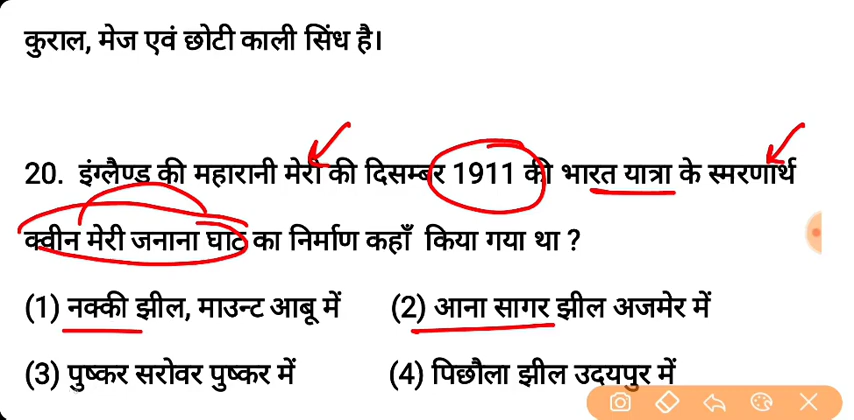 कुराल, मेज एवं छोटी काली सिंध है।
20. इंग्लैण्ड की महारानी मेरी की दिसम्बर 1911 की भारत यात्रा के स्मरणार्थ
क्वीन मेरी जनाना घाट का निर्माण कहाँ किया गया था ?
(1) नक्की झील, माउन्ट आबू में (2) आना सागर झील अजमेर में
(3) पुष्कर सरोवर पुष्कर में (4) पिछौला झील उदयपुर में